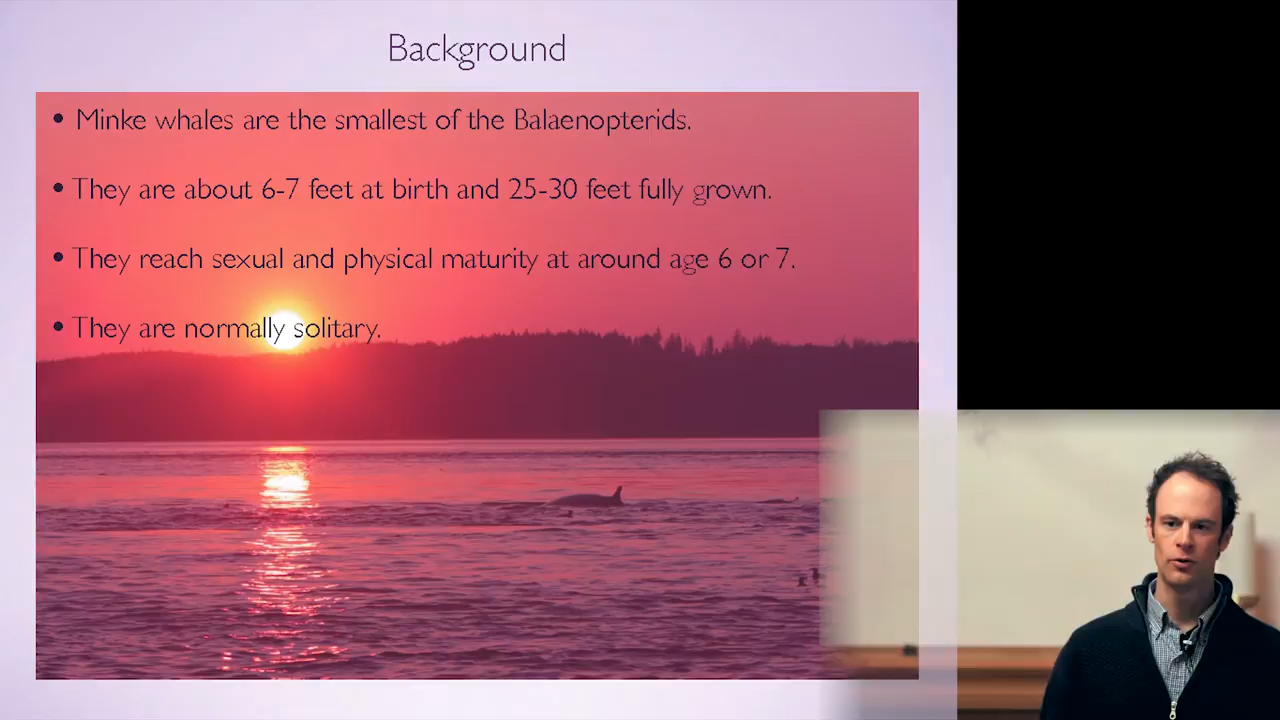 Background
• Minke whales are the smallest of the Balaenopterids.
• They are about 6-7 feet at birth and 25-30 feet fully grown.
• They reach sexual and physical maturity at around age 6 or 7.
• They are normally solitary.